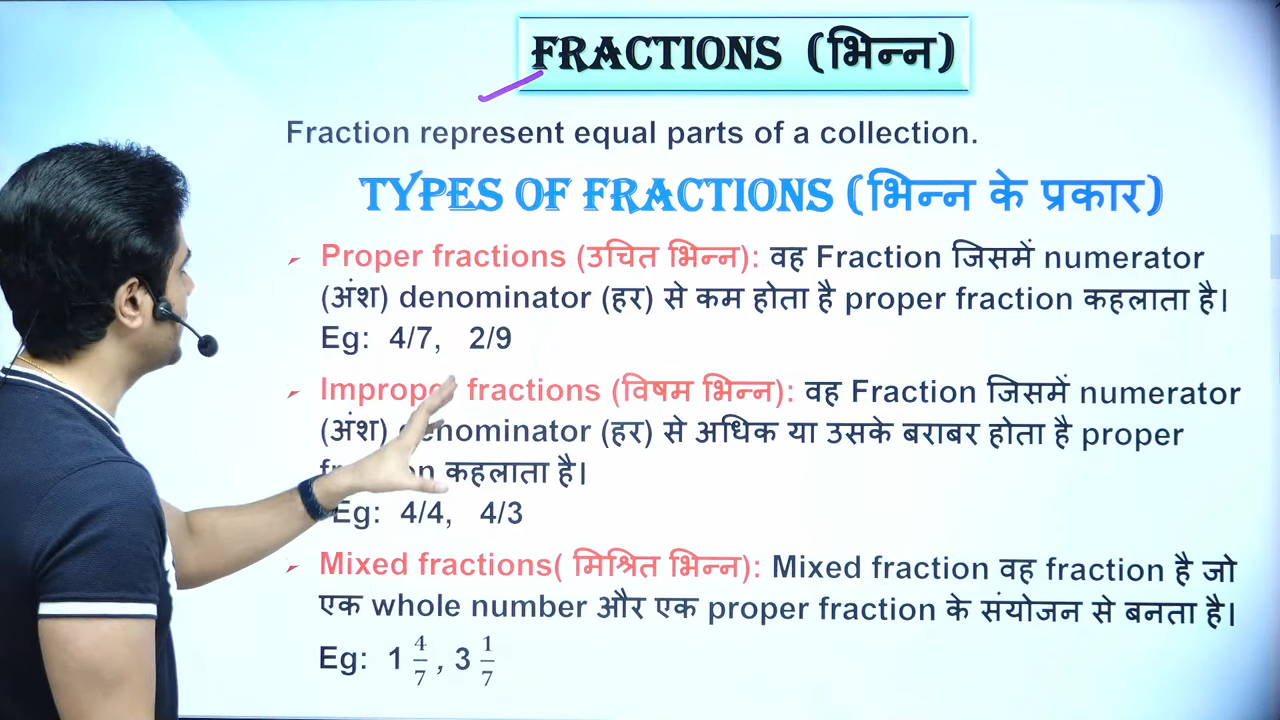 FRACTIONS (भिन्न)
Fraction represent equal parts of a collection.
TYPES OF FRACTIONS (भिन्न के प्रकार)
Proper fractions (उचित भिन्न): वह Fraction जिसमें numerator
(अंश) denominator (हर) से कम होता है proper fraction कहलाता है।
Eg: 4/7, 2/9
Improper fractions (विषम भिन्न): वह Fraction जिसमें numerator
(अंश) denominator (हर) से अधिक या उसके बराबर होता है proper
fraction कहलाता है।
Eg: 4/4, 4/3
Mixed fractions( मिश्रित भिन्न): Mixed fraction वह fraction है जो
एक whole number और एक proper fraction के संयोजन से बनता है।
Eg: 1 4/7 , 3 1/7